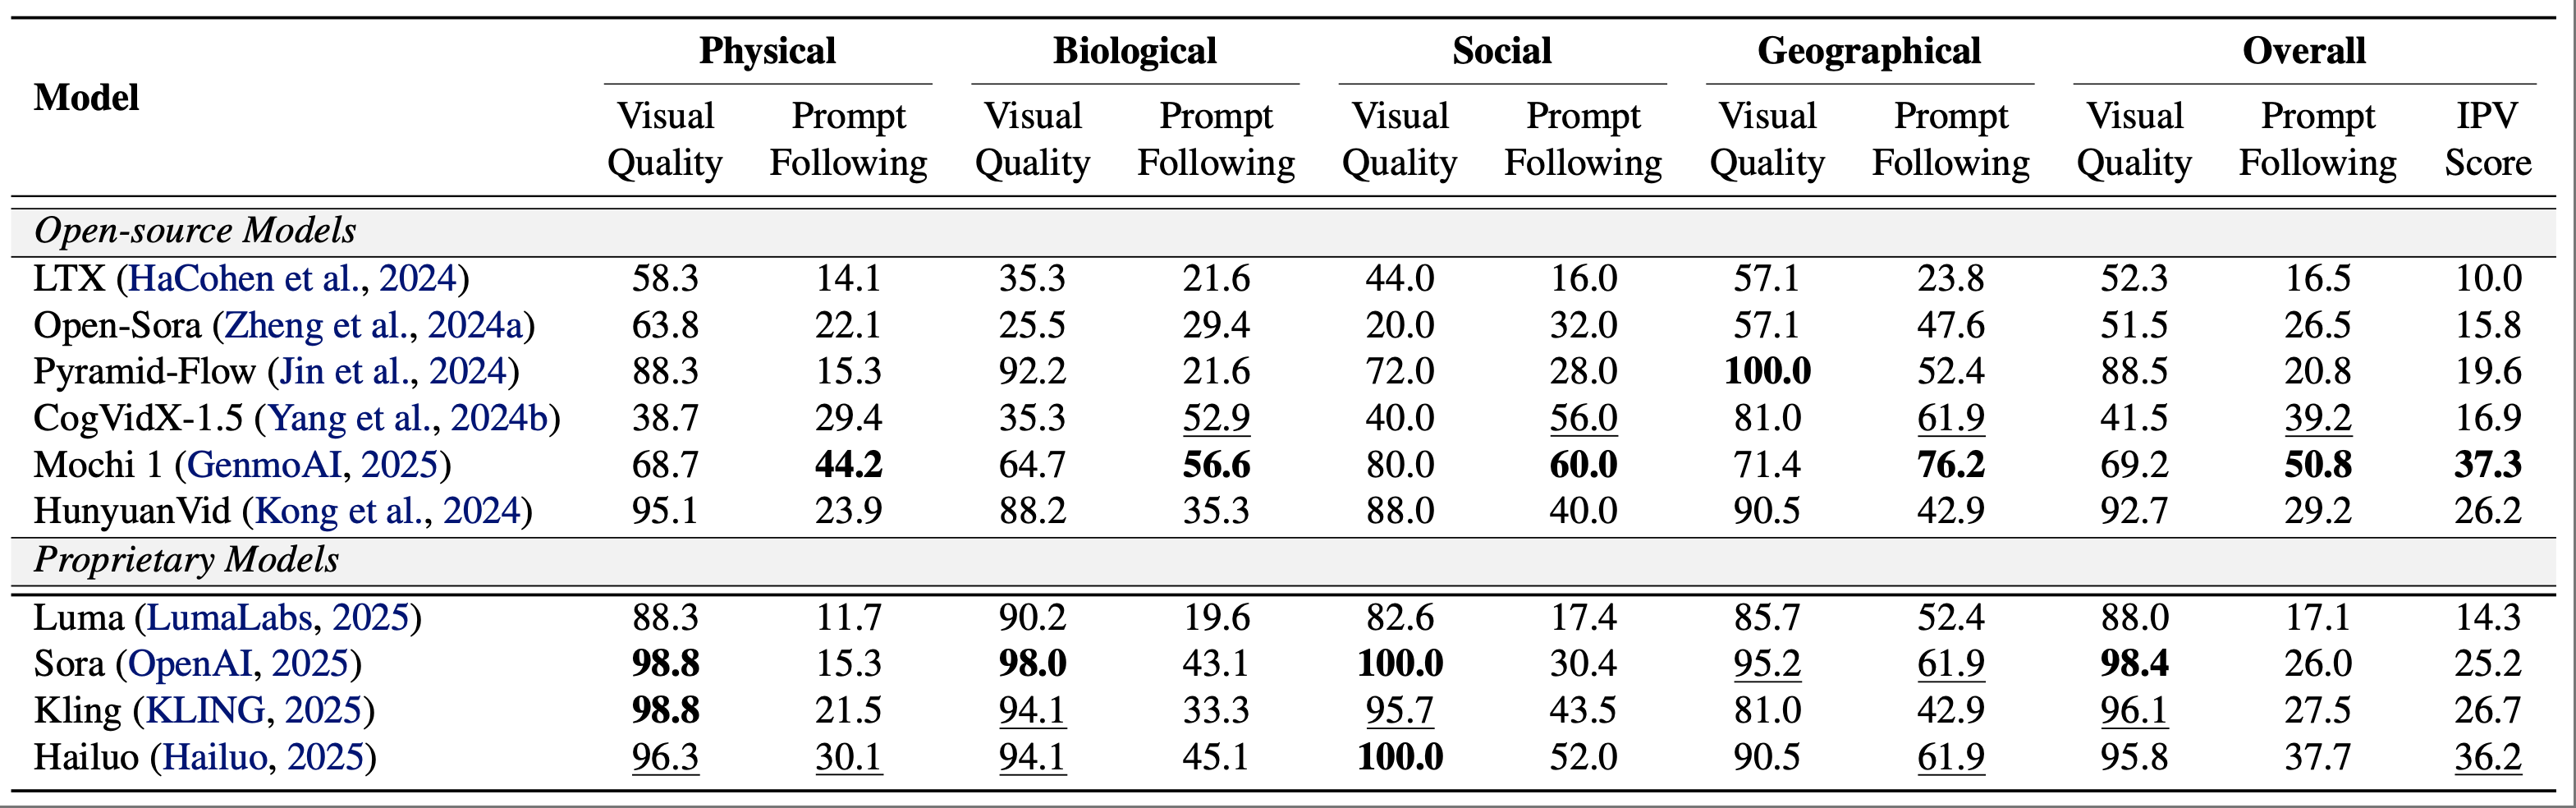 Physical Biological Social Geographical Overall
Model
Visual Quality Prompt Following Visual Quality Prompt Following Visual Quality Prompt Following Visual Quality Prompt Following Visual Quality Prompt Following IPV Score
Open-source Models
LTX (HaCohen et al., 2024) 58.3 14.1 35.3 21.6 44.0 16.0 57.1 23.8 52.3 16.5 10.0
Open-Sora (Zheng et al., 2024a) 63.8 22.1 25.5 29.4 20.0 32.0 57.1 47.6 51.5 26.5 15.8
Pyramid-Flow (Jin et al., 2024) 88.3 15.3 92.2 21.6 72.0 28.0 100.0 52.4 88.5 20.8 19.6
CogVidX-1.5 (Yang et al., 2024b) 38.7 29.4 35.3 52.9 40.0 56.0 81.0 61.9 41.5 39.2 16.9
Mochi 1 (GenmoAI, 2025) 68.7 44.2 64.7 56.6 80.0 60.0 71.4 76.2 69.2 50.8 37.3
HunyuanVid (Kong et al., 2024) 95.1 23.9 88.2 35.3 88.0 40.0 90.5 42.9 92.7 29.2 26.2
Proprietary Models
Luma (LumaLabs, 2025) 88.3 11.7 90.2 19.6 82.6 17.4 85.7 52.4 88.0 17.1 14.3
Sora (OpenAI, 2025) 98.8 15.3 98.0 43.1 100.0 30.4 95.2 61.9 98.4 26.0 25.2
Kling (KLING, 2025) 98.8 21.5 94.1 33.3 95.7 43.5 81.0 42.9 96.1 27.5 26.7
Hailuo (Hailuo, 2025) 96.3 30.1 94.1 45.1 100.0 52.0 90.5 61.9 95.8 37.7 36.2